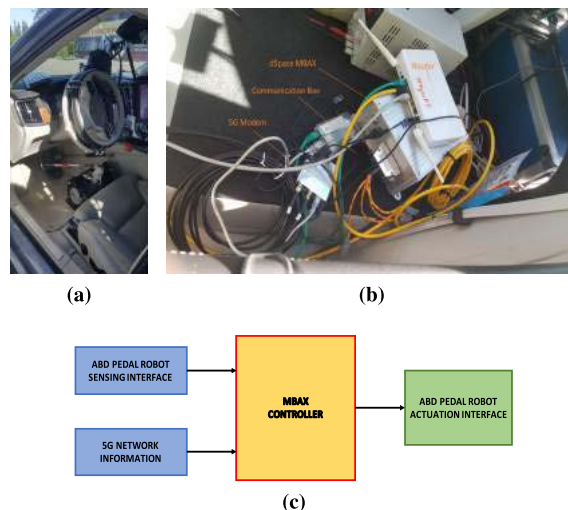 Router
dSpace MBAX
Communication Box
5G Modem
(a)
(b)
ABD PEDAL ROBOT
SENSING INTERFACE
MBAX
CONTROLLER
ABD PEDAL ROBOT
ACTUATION INTERFACE
5G NETWORK
INFORMATION
(c)